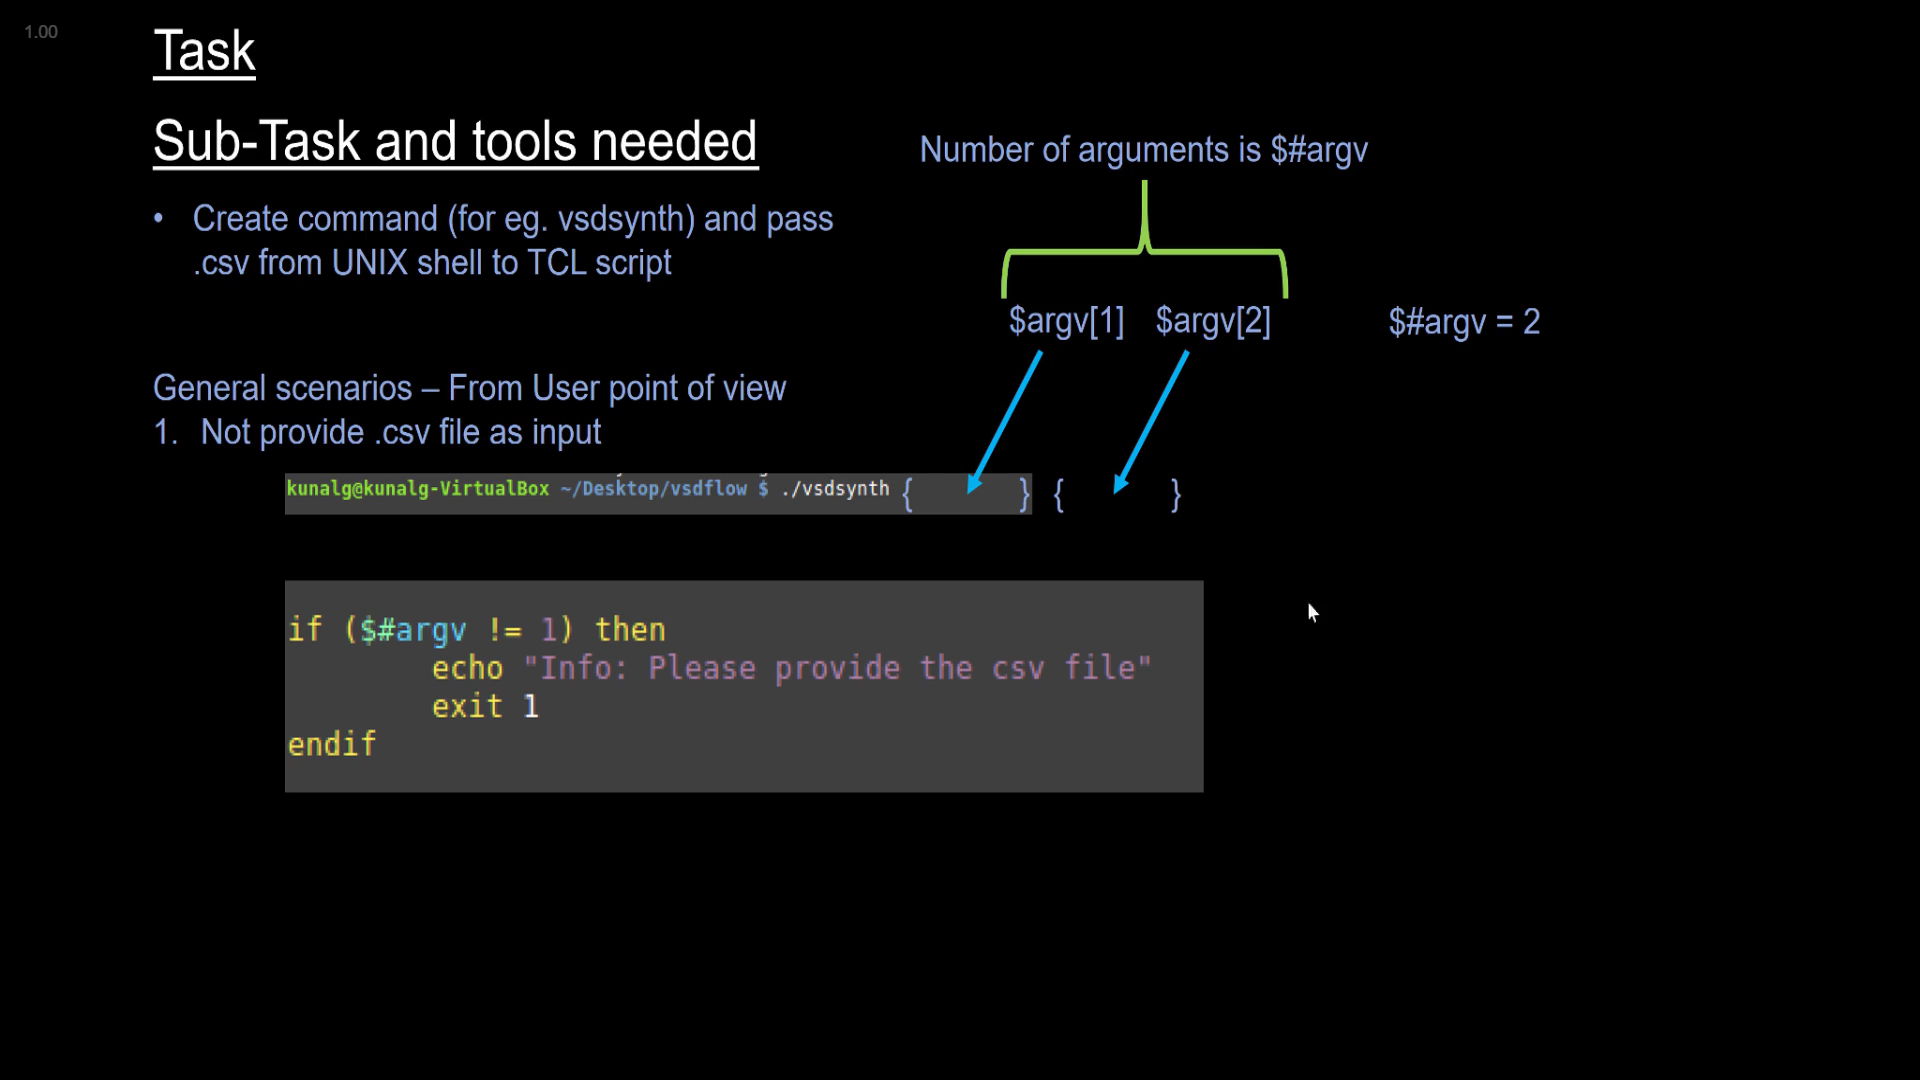 1.00
Task
Sub-Task and tools needed
Number of arguments is $#argv
• Create command (for eg. vsdsynth) and pass
.csv from UNIX shell to TCL script
$argv[1] $argv[2] $#argv = 2
General scenarios – From User point of view
1. Not provide .csv file as input
kunalg@kunalg-VirtualBox ~/Desktop/vsdflow $ ./vsdsynth { } { }
if ($#argv != 1) then
echo "Info: Please provide the csv file"
exit 1
endif